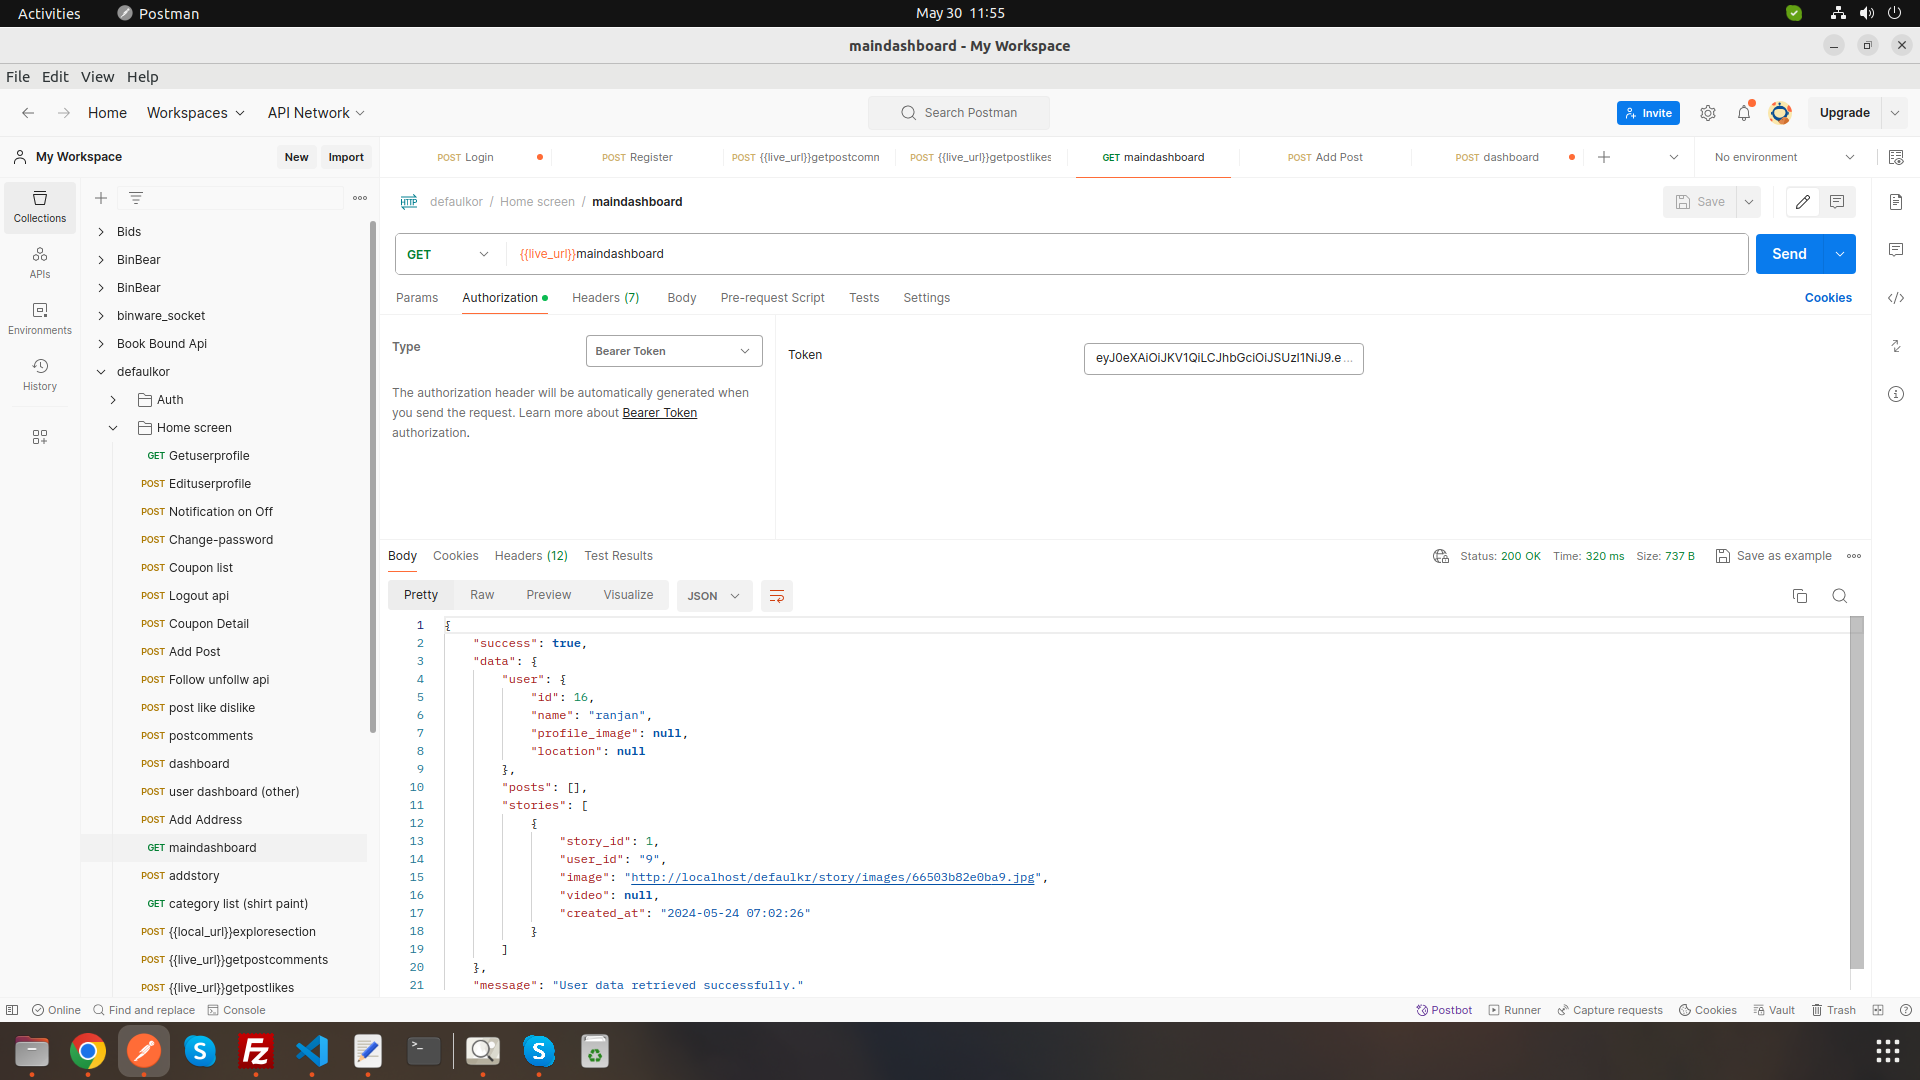 Activities
Postman
May 30 11:55
maindashboard - My Workspace
File Edit View Help
Home Workspaces API Network
Search Postman
Invite
Upgrade
My Workspace
New Import
POST Login
POST Register
POST {{live_url}}getpostcomn
POST {{live_url}}getpostlikes
GET maindashboard
POST Add Post
POST dashboard
No environment
Collections
APIs
Environments
History
Bids
BinBear
BinBear
binware_socket
Book Bound Api
defaulkor
Auth
Home screen
GET Getuserprofile
POST Edituserprofile
POST Notification on Off
POST Change-password
POST Coupon list
POST Logout api
POST Coupon Detail
POST Add Post
POST Follow unfollw api
POST post like dislike
POST postcomments
POST dashboard
POST user dashboard (other)
POST Add Address
GET maindashboard
POST addstory
GET category list (shirt paint)
POST {{local_url}}exploresection
POST {{live_url}}getpostcomments
POST {{live_url}}getpostlikes
HTTP defaulkor / Home screen / maindashboard
Save
GET {{live_url}}maindashboard
Send
Params Authorization Headers (7) Body Pre-request Script Tests Settings
Cookies
Type
Bearer Token
The authorization header will be automatically generated when
you send the request. Learn more about Bearer Token
authorization.
Token
eyJ0eXAiOiJKV1QiLCJhbGciOiJSUzI1NiJ9.e ...
Body Cookies Headers (12) Test Results
Status: 200 OK Time: 320 ms Size: 737 B Save as example
Pretty Raw Preview Visualize JSON
1 {
2 "success": true,
3 "data": {
4 "user": {
5 "id": 16,
6 "name": "ranjan",
7 "profile_image": null,
8 "location": null
9 },
10 "posts": [],
11 "stories": [
12 {
13 "story_id": 1,
14 "user_id": "9",
15 "image": "http://localhost/defaulkr/story/images/66503b82e0ba9.jpg",
16 "video": null,
17 "created_at": "2024-05-24 07:02:26"
18 }
19 ]
20 },
21 "message": "User data retrieved successfully."
Online Find and replace Console
Postbot Runner Capture requests Cookies Vault Trash